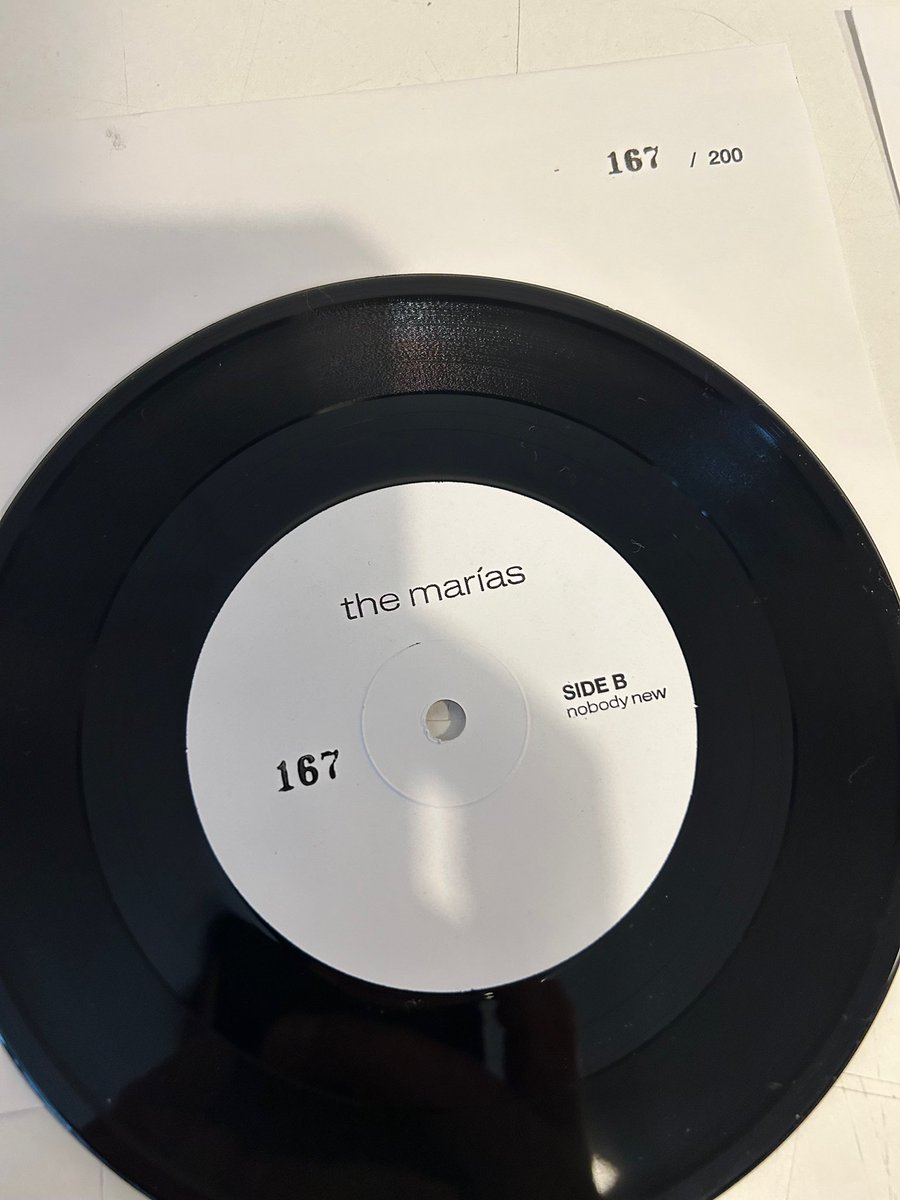 167 / 200
the marías
SIDE B
nobody new
167